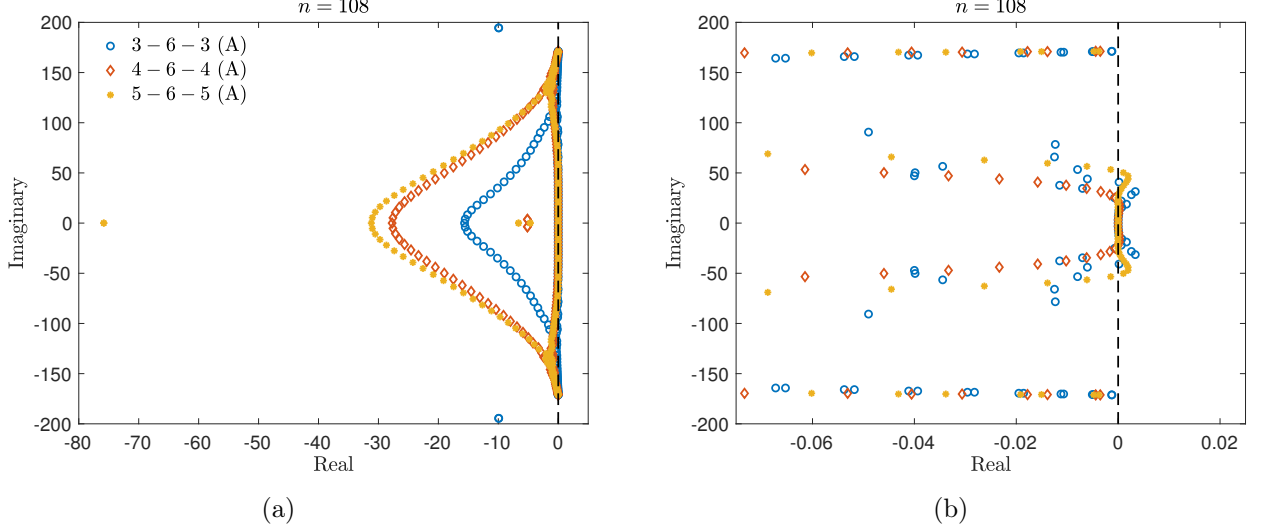 n = 108
200
150
100
50
0
-50
-100
-150
-200
Imaginary
3 − 6 − 3 (A)
4 − 6 − 4 (A)
5 − 6 − 5 (A)
-80 -70 -60 -50 -40 -30 -20 -10 0
Real
(a)
n = 108
200
150
100
50
0
-50
-100
-150
-200
Imaginary
-0.06 -0.04 -0.02 0 0.02
Real
(b)